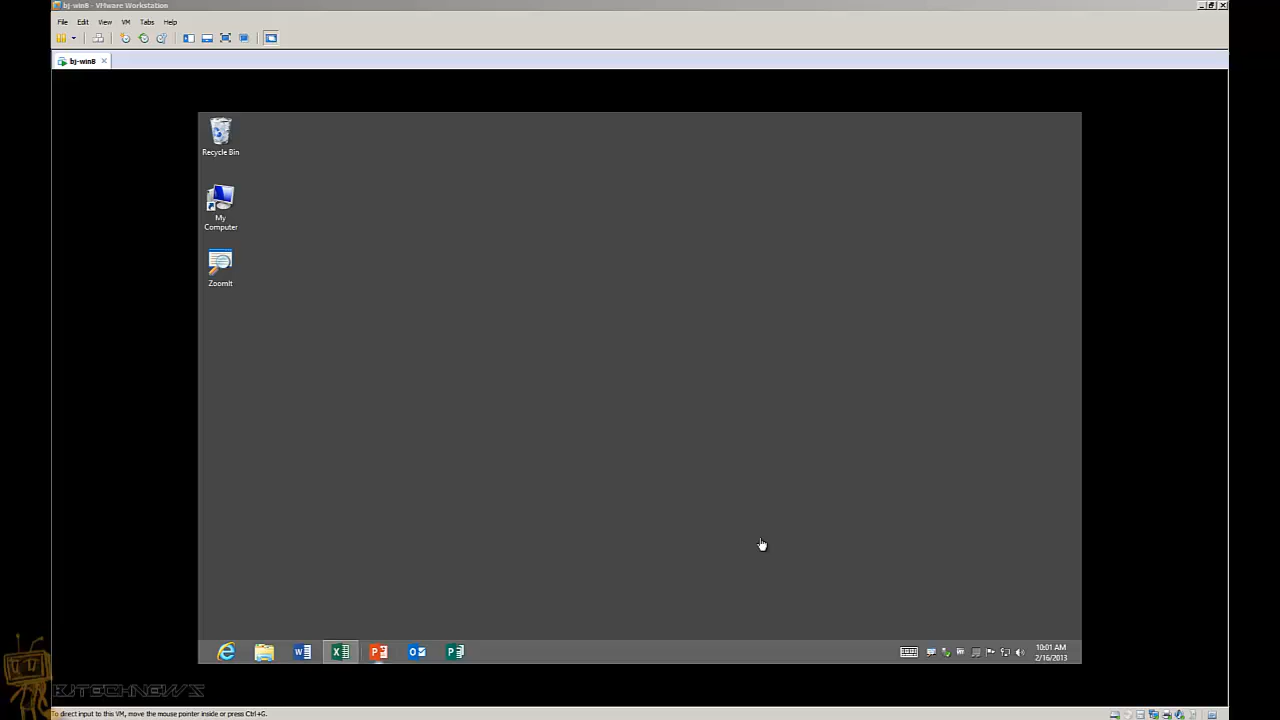 bj-win8 - VMware Workstation
File Edit View VM Tabs Help
bj-win8
Recycle Bin
My
Computer
ZoomIt
10:01 AM
2/16/2013
BJTECHNEWS
To direct input to this VM, move the mouse pointer inside or press Ctrl+G.